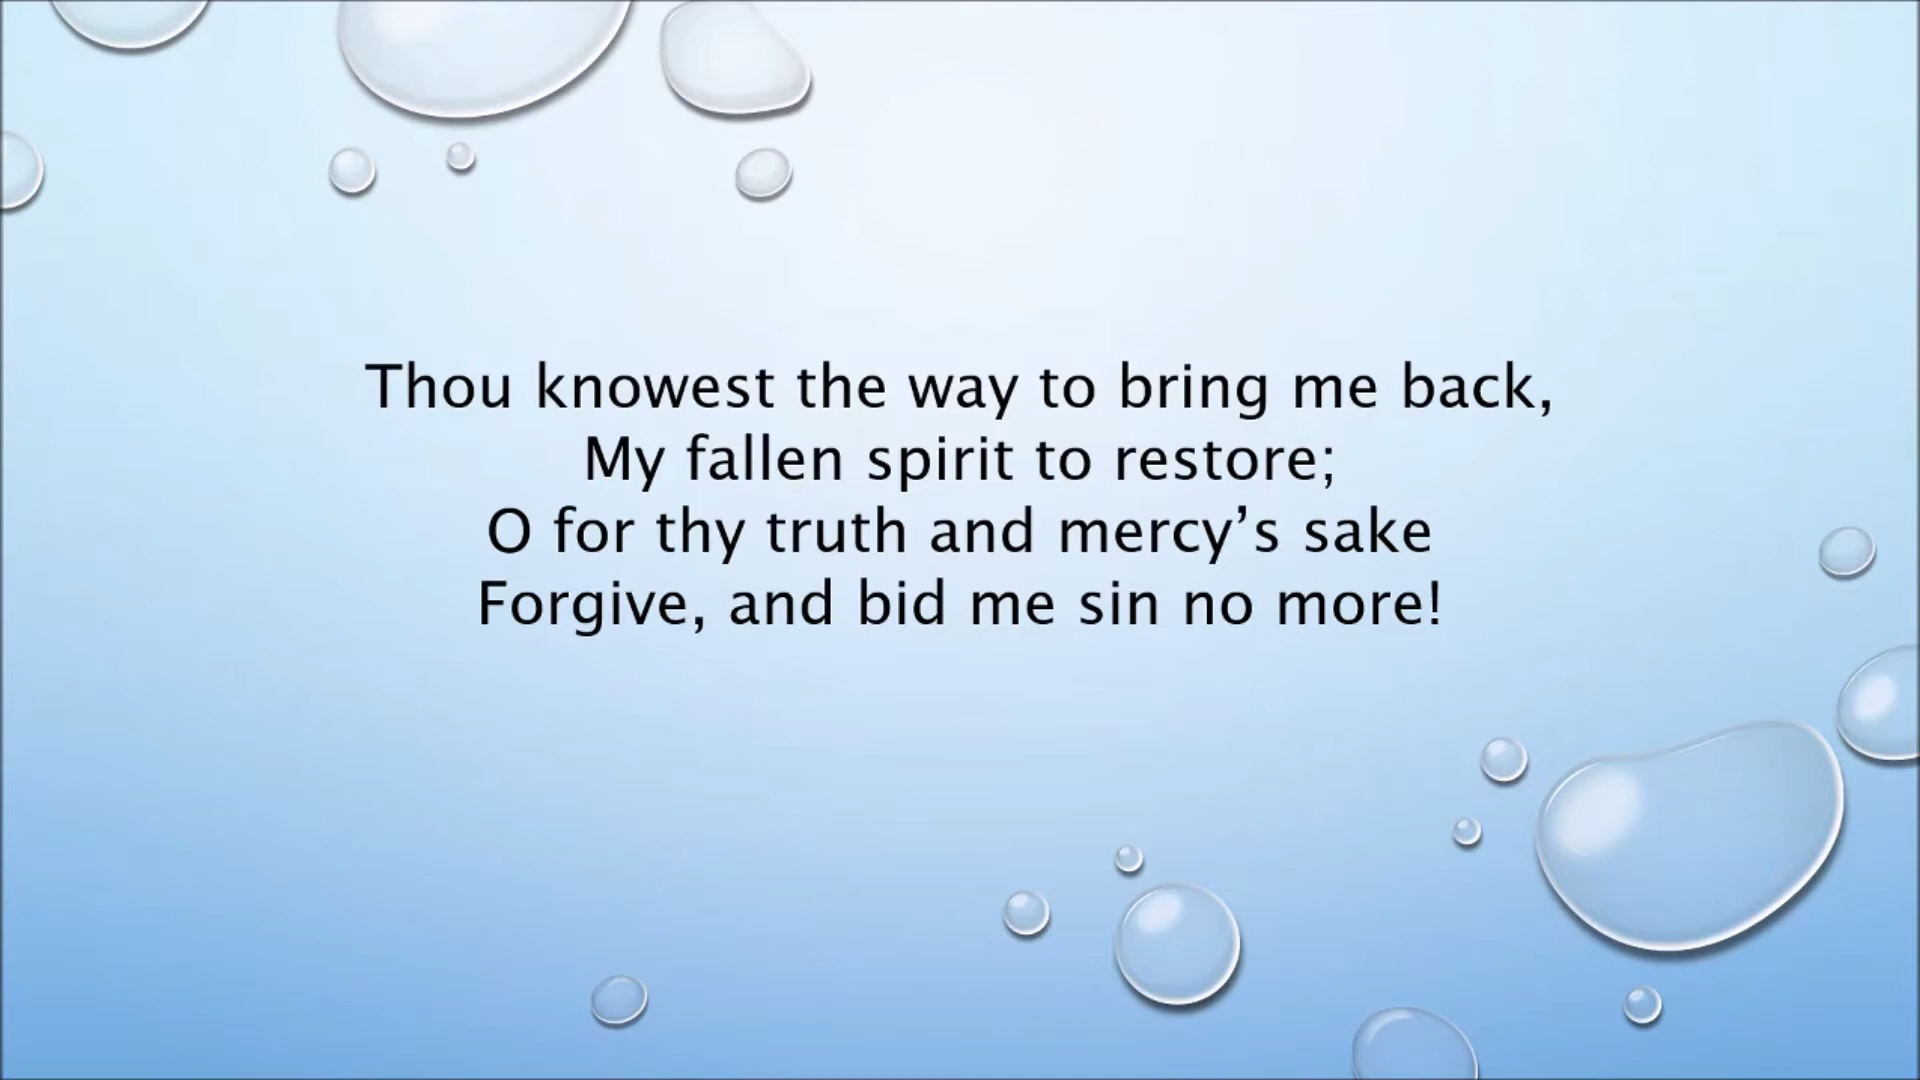 Thou knowest the way to bring me back,
My fallen spirit to restore;
O for thy truth and mercy’s sake
Forgive, and bid me sin no more!